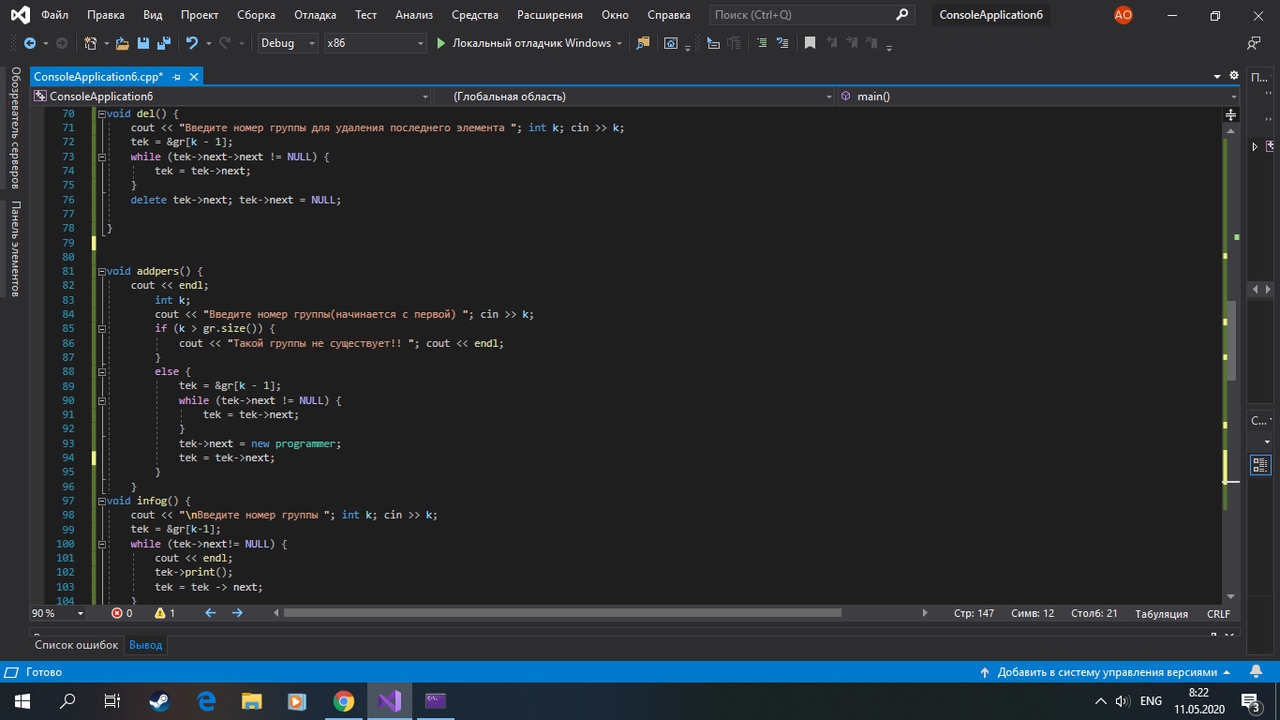 Файл Правка Вид Проект Сборка Отладка Тест Анализ Средства Расширения Окно Справка Поиск (Ctrl+Q) ConsoleApplication6 AO
Debug x86 Локальный отладчик Windows
ConsoleApplication6.cpp*
ConsoleApplication6 (Глобальная область) main()
Обозреватель серверов
Панель элементов
70 void del() {
71 cout << "Введите номер группы для удаления последнего элемента "; int k; cin >> k;
72 tek = &gr[k - 1];
73 while (tek->next->next != NULL) {
74 tek = tek->next;
75 }
76 delete tek->next; tek->next = NULL;
77
78 }
79
80
81 void addpers() {
82 cout << endl;
83 int k;
84 cout << "Введите номер группы(начинается с первой) "; cin >> k;
85 if (k > gr.size()) {
86 cout << "Такой группы не существует!! "; cout << endl;
87 }
88 else {
89 tek = &gr[k - 1];
90 while (tek->next != NULL) {
91 tek = tek->next;
92 }
93 tek->next = new programmer;
94 tek = tek->next;
95 }
96 }
97 void infog() {
98 cout << "\nВведите номер группы "; int k; cin >> k;
99 tek = &gr[k-1];
100 while (tek->next!= NULL) {
101 cout << endl;
102 tek->print();
103 tek = tek -> next;
104 }
П...
С...
90 % 0 1 Стр: 147 Симв: 12 Столб: 21 Табуляция CRLF
Список ошибок Вывод
Готово Добавить в систему управления версиями
ENG 8:22
11.05.2020 3